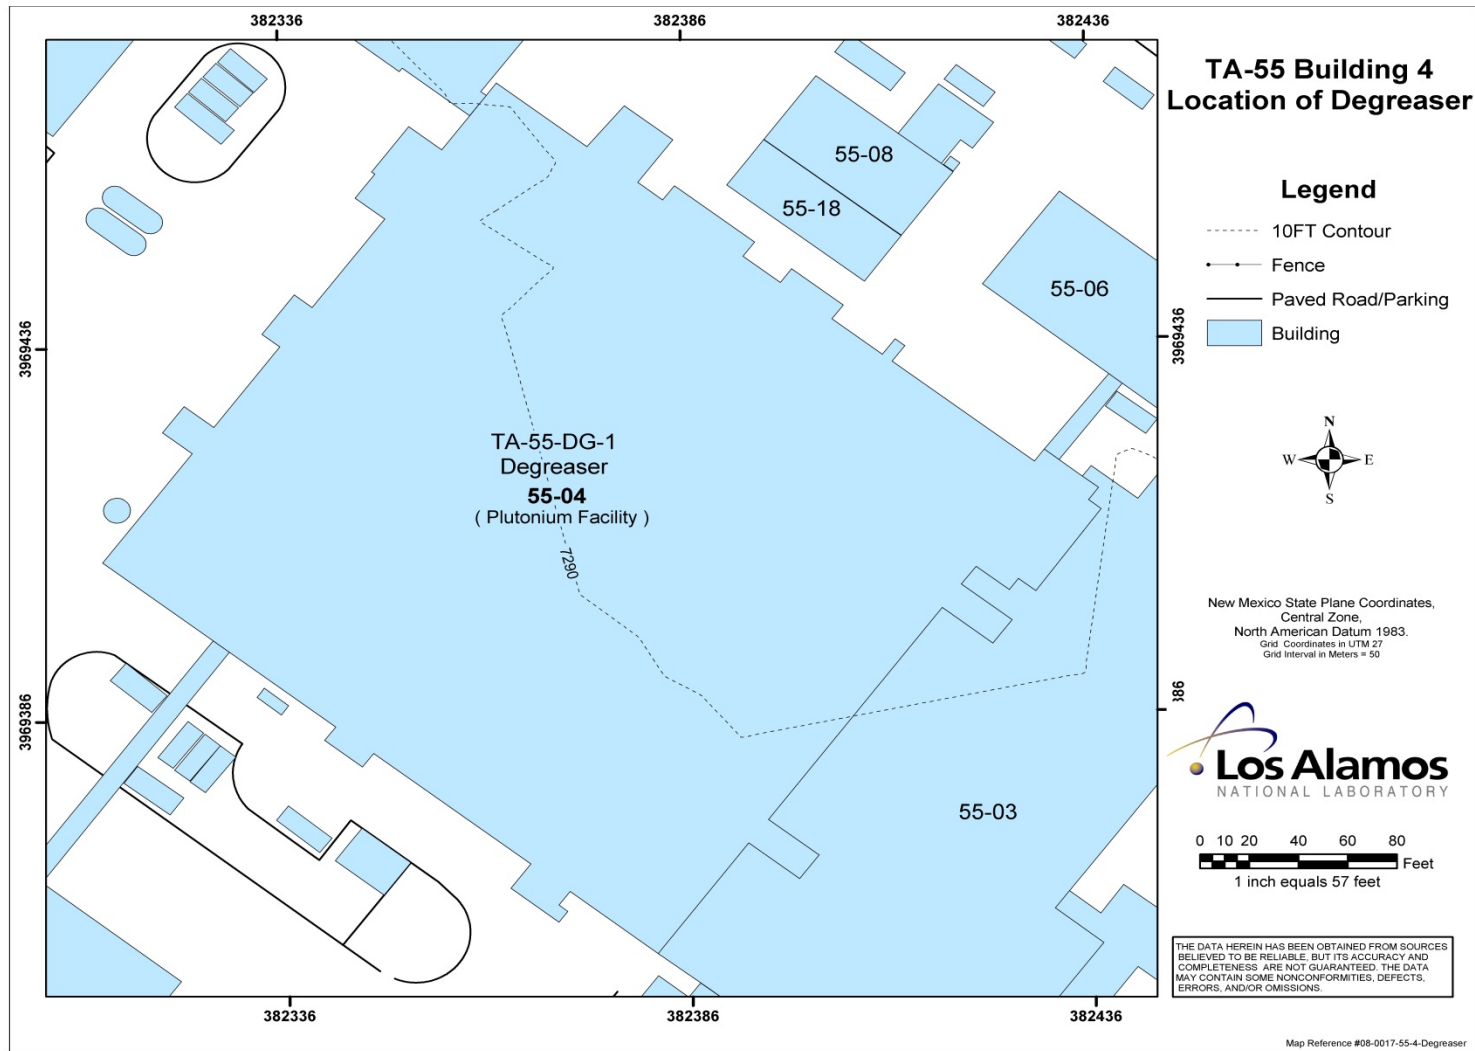 382336
382386
382436
TA-55 Building 4
Location of Degreaser
55-08
55-18
Legend
10FT Contour
Fence
Paved Road/Parking
Building
55-06
3969436
3969436
N
W
E
S
TA-55-DG-1
Degreaser
55-04
( Plutonium Facility )
7290
New Mexico State Plane Coordinates,
Central Zone,
North American Datum 1983.
Grid Coordinates in UTM 27
Grid Interval in Meters = 50
3969386
386
Los Alamos
NATIONAL LABORATORY
55-03
0 10 20 40 60 80
Feet
1 inch equals 57 feet
THE DATA HEREIN HAS BEEN OBTAINED FROM SOURCES
BELIEVED TO BE RELIABLE, BUT ITS ACCURACY AND
COMPLETENESS ARE NOT GUARANTEED. THE DATA
MAY CONTAIN SOME NONCONFORMITIES, DEFECTS,
ERRORS, AND/OR OMISSIONS.
382336
382386
382436
Map Reference #08-0017-55-4-Degreaser